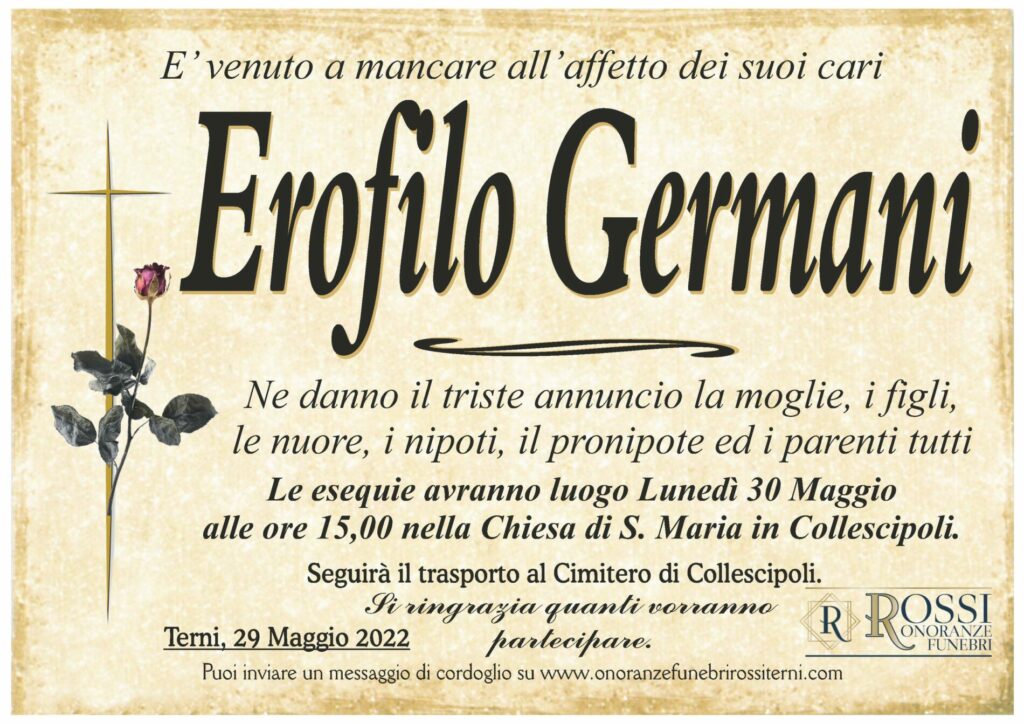 E' venuto a mancare all'affetto dei suoi cari
Erofilo Germani
Ne danno il triste annuncio la moglie, i figli,
le nuore, i nipoti, il pronipote ed i parenti tutti
Le esequie avranno luogo Lunedì 30 Maggio
alle ore 15,00 nella Chiesa di S. Maria in Collescipoli.
Seguirà il trasporto al Cimitero di Collescipoli.
Si ringrazia quanti vorranno
partecipare.
Terni, 29 Maggio 2022
R ROSSI
ONORANZE
FUNEBRI
Puoi inviare un messaggio di cordoglio su www.onoranzefunebrirossiterni.com